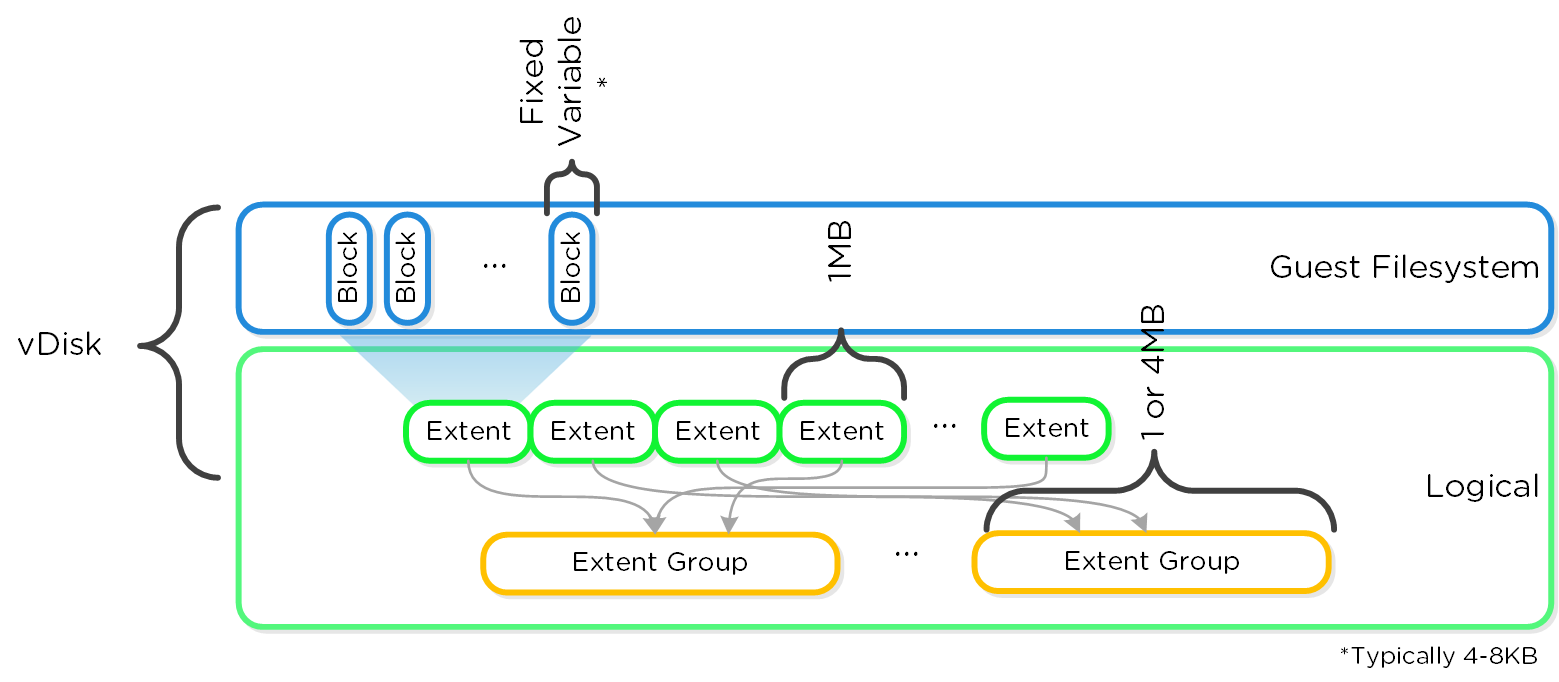 Fixed
Variable
*
Block
Block
...
Block
1MB
Guest Filesystem
vDisk
1 or 4MB
Extent
Extent
Extent
Extent
...
Extent
Logical
Extent Group
...
Extent Group
*Typically 4-8KB